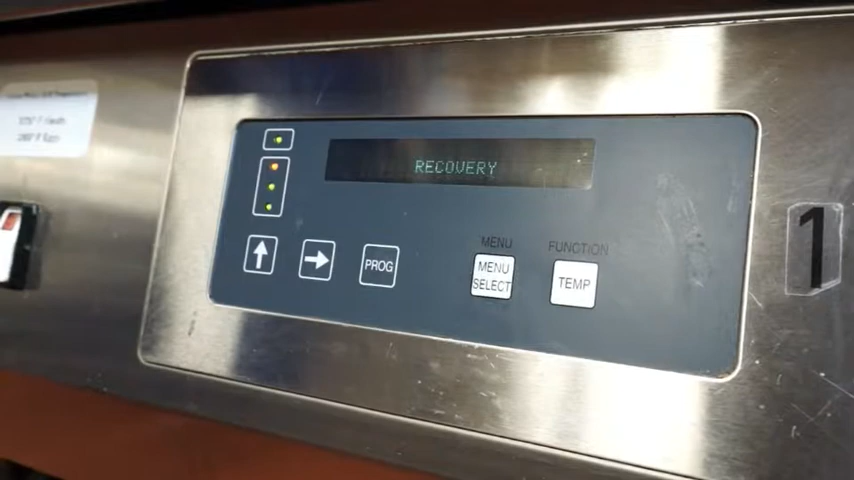 RECOVERY
MENU
FUNCTION
PROG
MENU
SELECT
TEMP
1